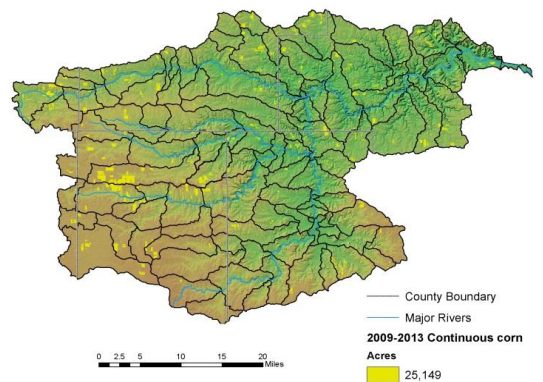 County Boundary
Major Rivers
2009-2013 Continuous corn
Acres
25,149
0 2.5 5 10 15 20
Miles